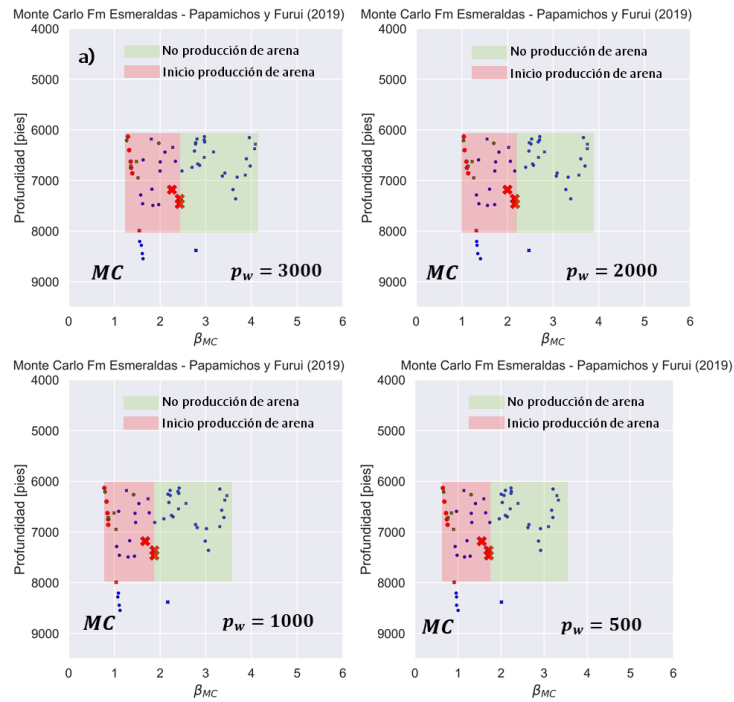 Monte Carlo Fm Esmeraldas - Papamichos y Furui (2019)
a)
No producción de arena
Inicio producción de arena
Profundidad [pies]
4000
5000
6000
7000
8000
9000
MC
p_w = 3000
0 1 2 3 4 5 6
β_MC
Monte Carlo Fm Esmeraldas - Papamichos y Furui (2019)
No producción de arena
Inicio producción de arena
Profundidad [pies]
4000
5000
6000
7000
8000
9000
MC
p_w = 2000
0 1 2 3 4 5 6
β_MC
Monte Carlo Fm Esmeraldas - Papamichos y Furui (2019)
No producción de arena
Inicio producción de arena
Profundidad [pies]
4000
5000
6000
7000
8000
9000
MC
p_w = 1000
0 1 2 3 4 5 6
β_MC
Monte Carlo Fm Esmeraldas - Papamichos y Furui (2019)
No producción de arena
Inicio producción de arena
Profundidad [pies]
4000
5000
6000
7000
8000
9000
MC
p_w = 500
0 1 2 3 4 5 6
β_MC